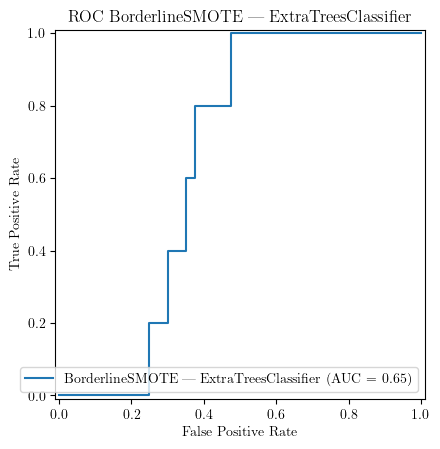 ROC BorderlineSMOTE — ExtraTreesClassifier
1.0
0.8
0.6
0.4
0.2
0.0
True Positive Rate
BorderlineSMOTE — ExtraTreesClassifier (AUC = 0.65)
0.0 0.2 0.4 0.6 0.8 1.0
False Positive Rate